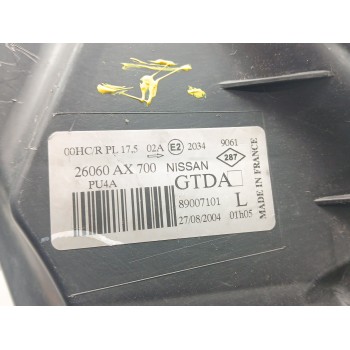 00HC/R PL 17,5 02A E2 2034 9061
26060 AX 700 NISSAN 287
PU4A GTDA
89007101 L
27/08/2004 01h05
MADE IN FRANCE